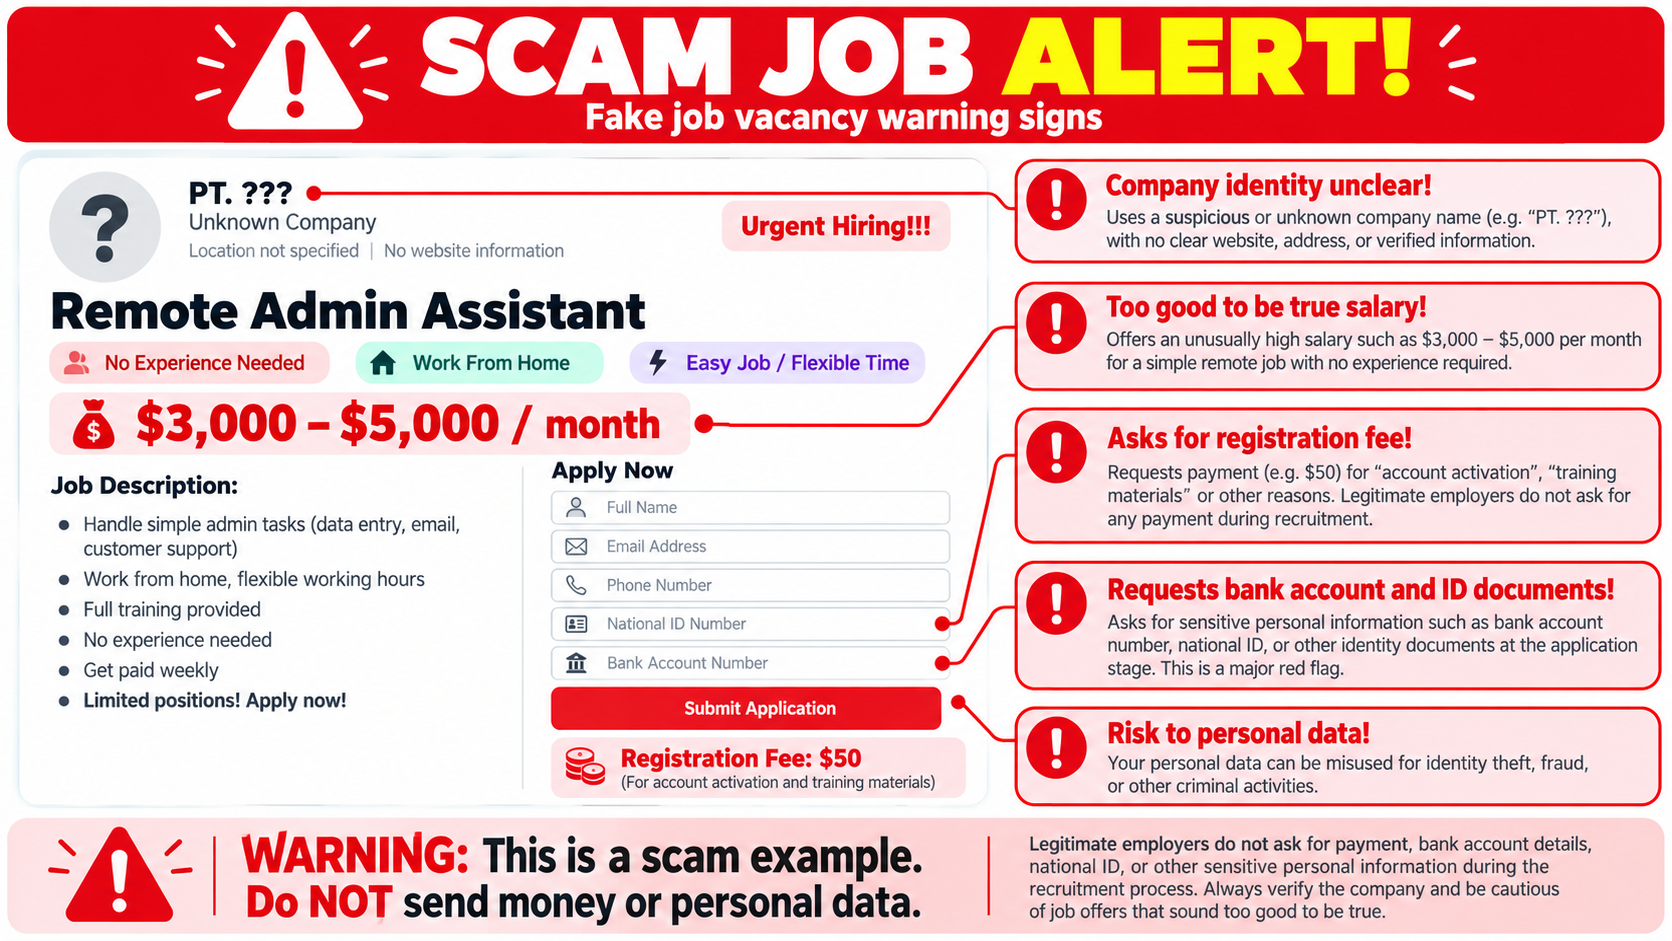 SCAM JOB ALERT!
Fake job vacancy warning signs
PT. ???
Unknown Company
Location not specified | No website information
Urgent Hiring!!!
Remote Admin Assistant
No Experience Needed
Work From Home
Easy Job / Flexible Time
$3,000 – $5,000 / month
Job Description:
Handle simple admin tasks (data entry, email,
customer support)
Work from home, flexible working hours
Full training provided
No experience needed
Get paid weekly
Limited positions! Apply now!
Apply Now
Full Name
Email Address
Phone Number
National ID Number
Bank Account Number
Submit Application
Registration Fee: $50
(For account activation and training materials)
Company identity unclear!
Uses a suspicious or unknown company name (e.g. “PT. ???”),
with no clear website, address, or verified information.
Too good to be true salary!
Offers an unusually high salary such as $3,000 – $5,000 per month
for a simple remote job with no experience required.
Asks for registration fee!
Requests payment (e.g. $50) for “account activation”, “training
materials” or other reasons. Legitimate employers do not ask for
any payment during recruitment.
Requests bank account and ID documents!
Asks for sensitive personal information such as bank account
number, national ID, or other identity documents at the application
stage. This is a major red flag.
Risk to personal data!
Your personal data can be misused for identity theft, fraud,
or other criminal activities.
WARNING: This is a scam example.
Do NOT send money or personal data.
Legitimate employers do not ask for payment, bank account details,
national ID, or other sensitive personal information during the
recruitment process. Always verify the company and be cautious
of job offers that sound too good to be true.